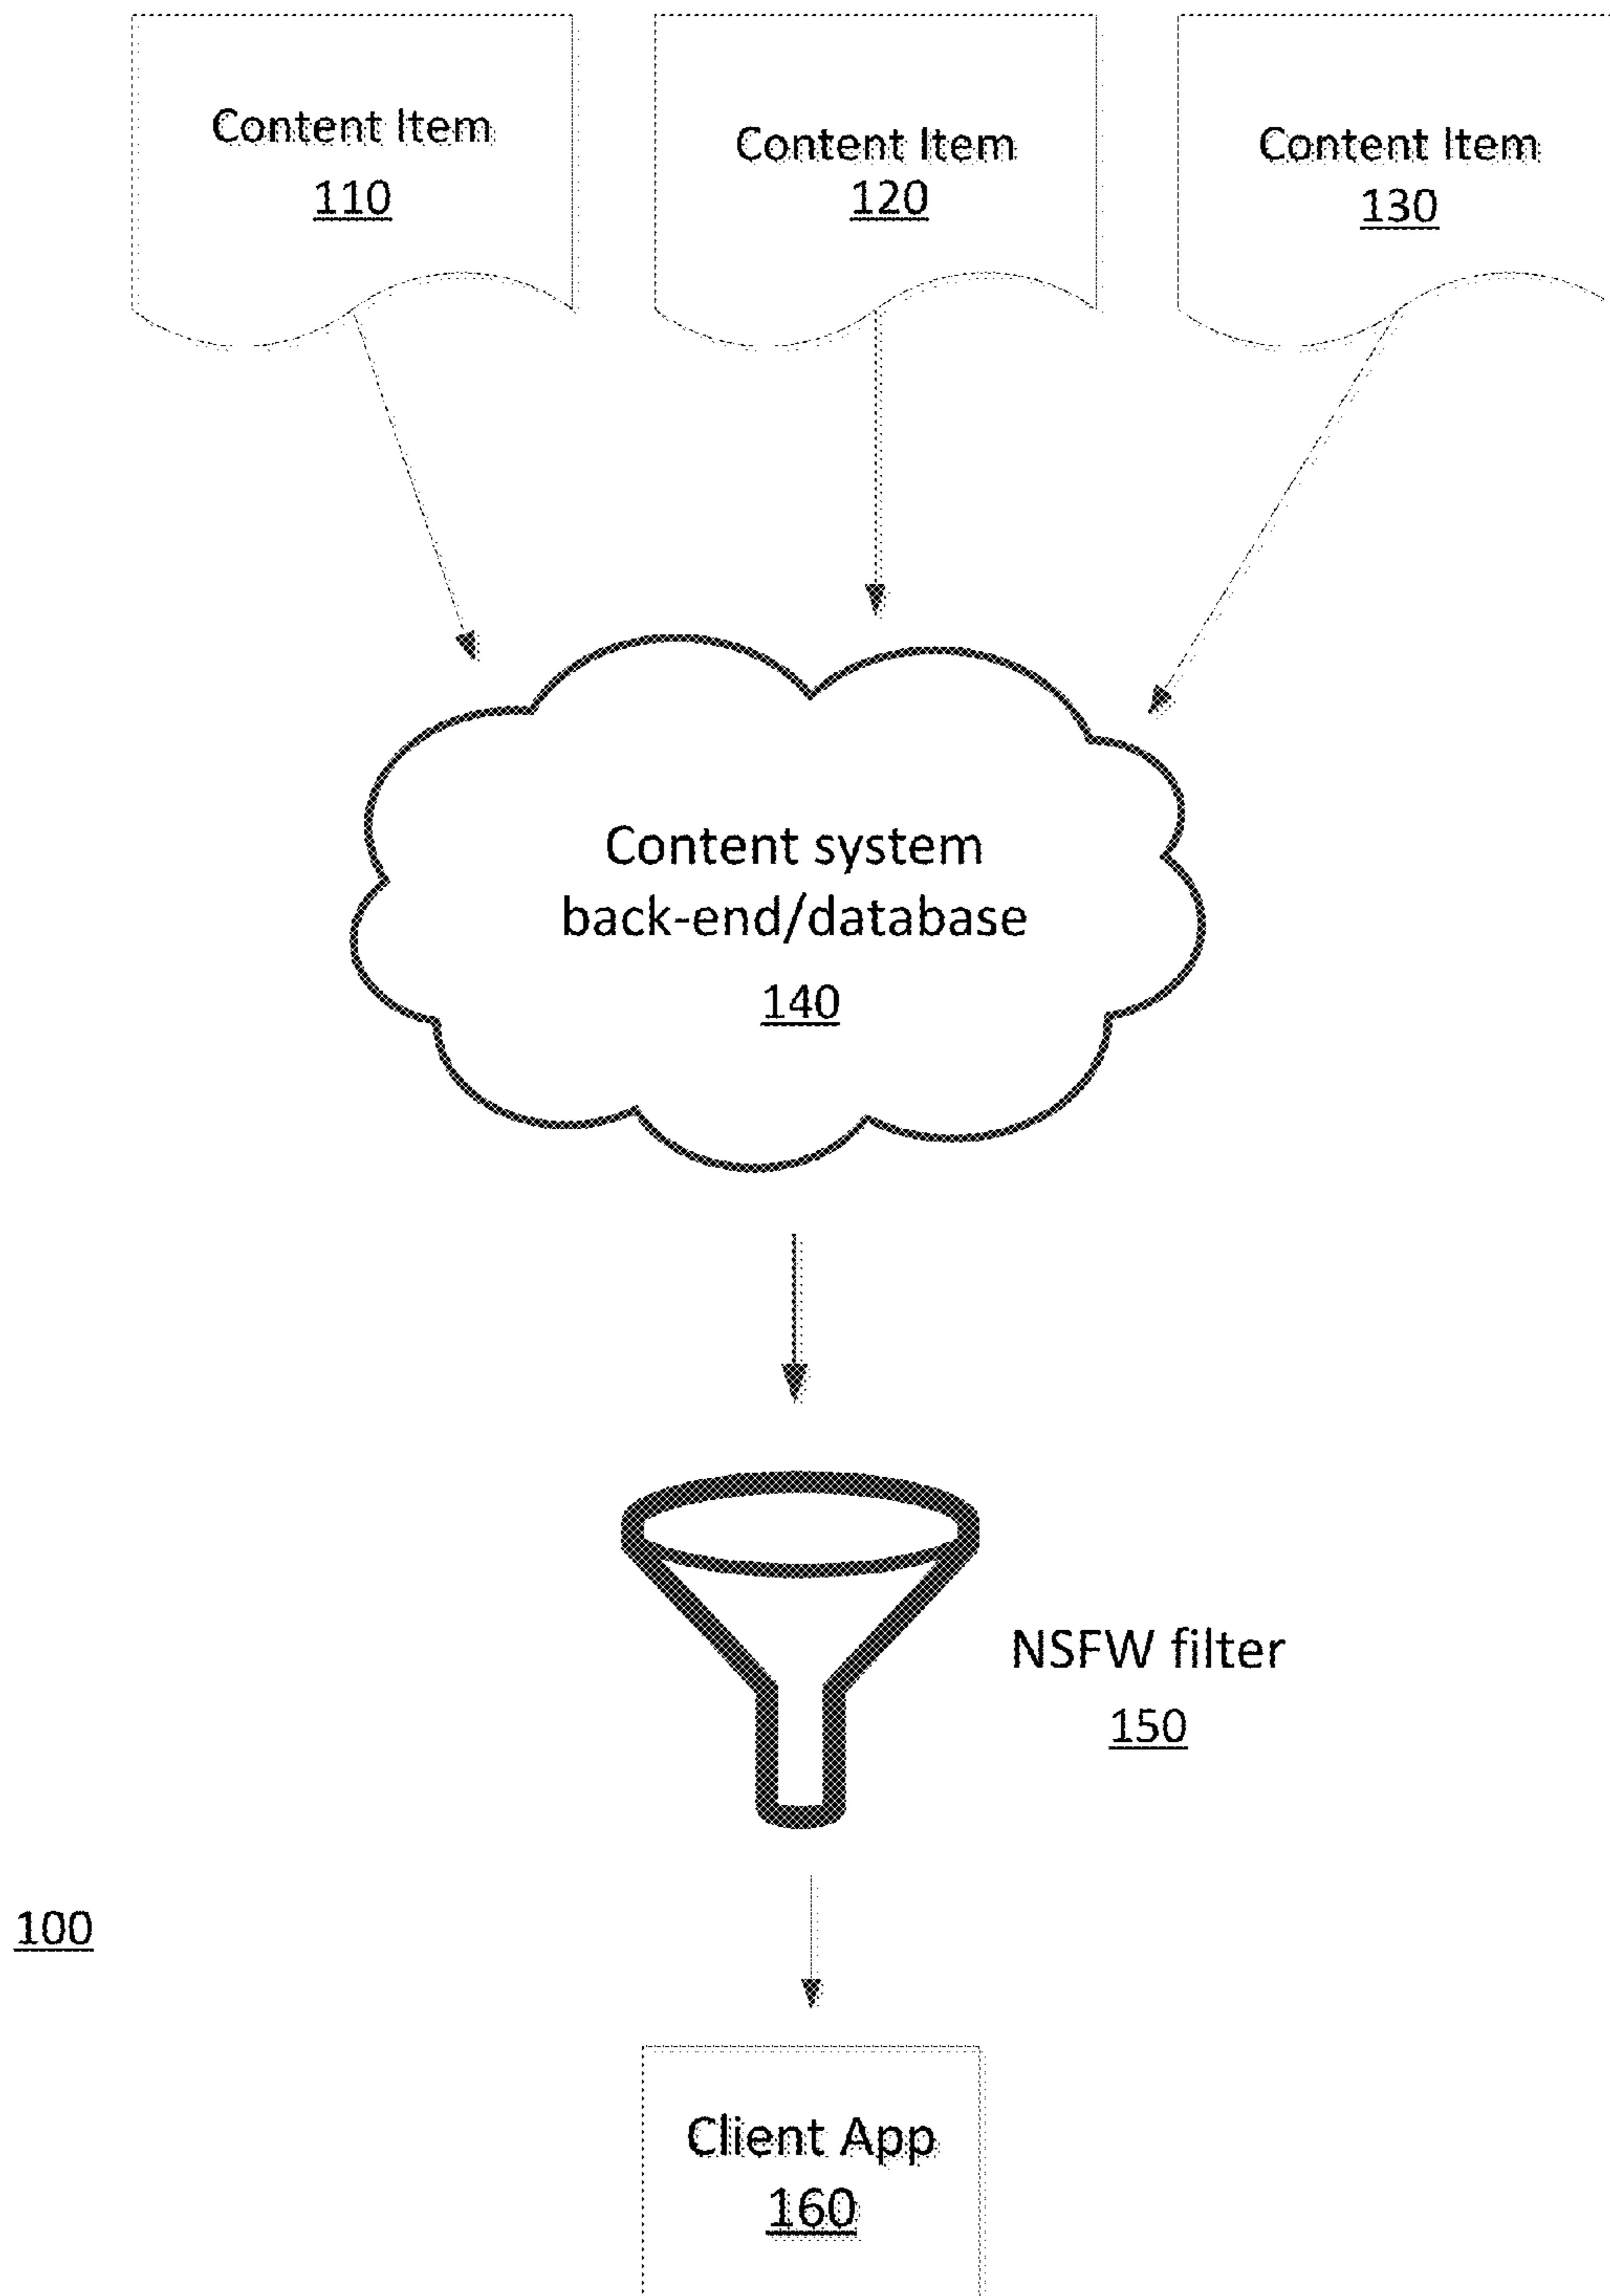 Content Item
110
Content Item
120
Content Item
130
Content system
back-end/database
140
NSFW filter
150
100
Client App
160